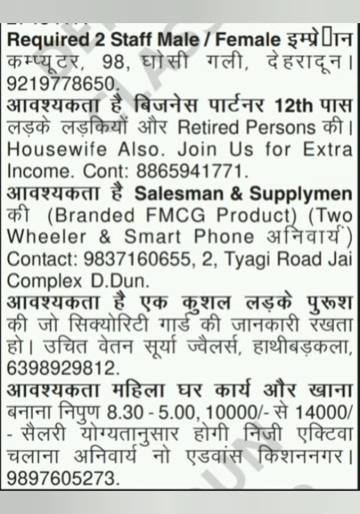 Required 2 Staff Male / Female इम्प्रेान
कम्प्यूटर, 98, घोसी गली, देहरादून।
9219778650.
आवश्यकता है बिजनेस पार्टनर 12th पास
लड़के लड़कियों और Retired Persons की।
Housewife Also. Join Us for Extra
Income. Cont: 8865941771.
आवश्यकता है Salesman & Supplymen
की (Branded FMCG Product) (Two
Wheeler & Smart Phone अनिवार्य)
Contact: 9837160655, 2, Tyagi Road Jai
Complex D.Dun.
आवश्यकता है एक कुशल लड़के पुरूश
की जो सिक्योरिटी गार्ड की जानकारी रखता
हो। उचित वेतन सूर्या ज्वैलर्स, हाथीबड़कला,
6398929812.
आवश्यकता महिला घर कार्य और खाना
बनाना निपुण 8.30 - 5.00, 10000/- से 14000/
- सैलरी योग्यतानुसार होगी निजी एक्टिवा
चलाना अनिवार्य नो एडवांस किशननगर।
9897605273.